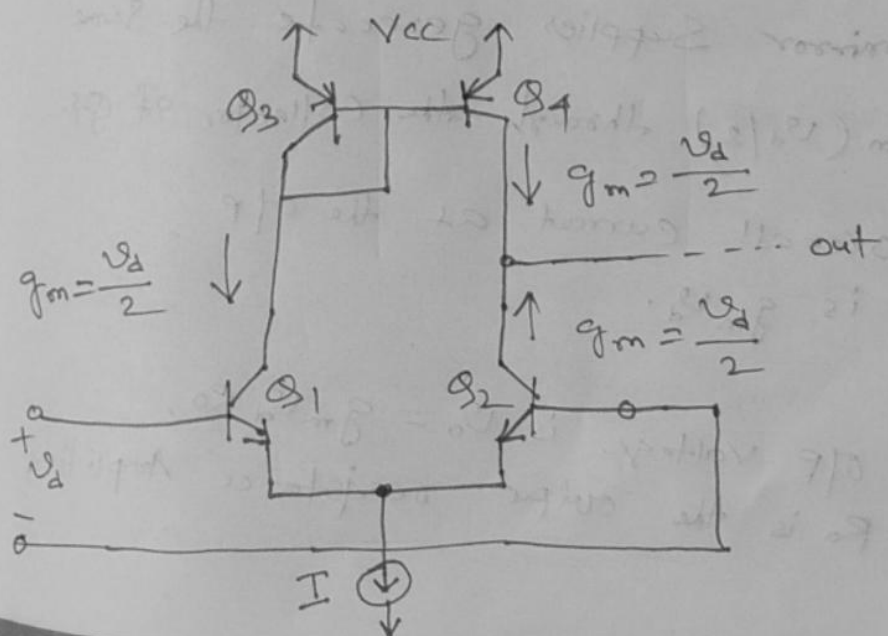 Vcc
Q3
Q4
gm = vd/2
gm = vd/2
out
gm = vd/2
Q1
Q2
+
vd
-
I